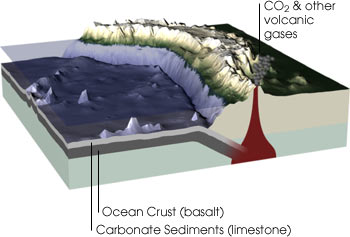 CO₂ & other
volcanic
gases
Ocean Crust (basalt)
Carbonate Sediments (limestone)